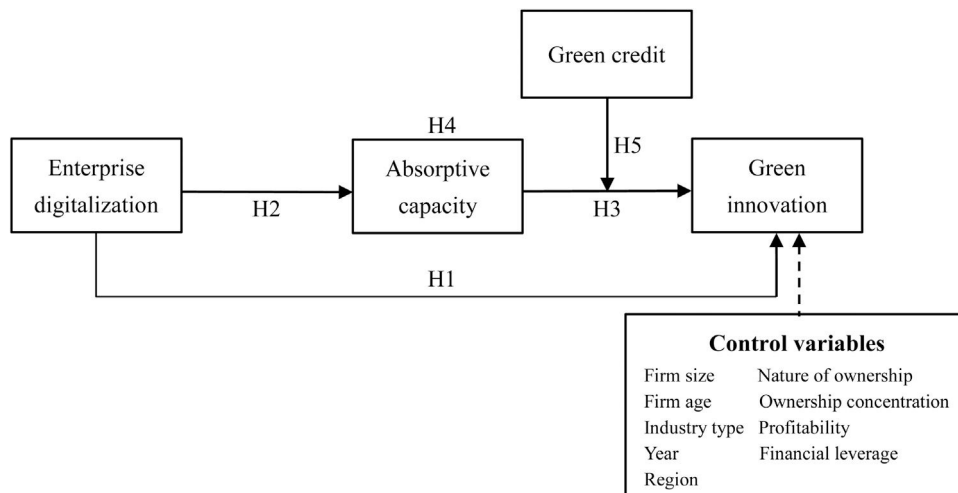 Green credit
H4
H5
Enterprise
digitalization
H2
Absorptive
capacity
H3
Green
innovation
H1
Control variables
Firm size Nature of ownership
Firm age Ownership concentration
Industry type Profitability
Year Financial leverage
Region